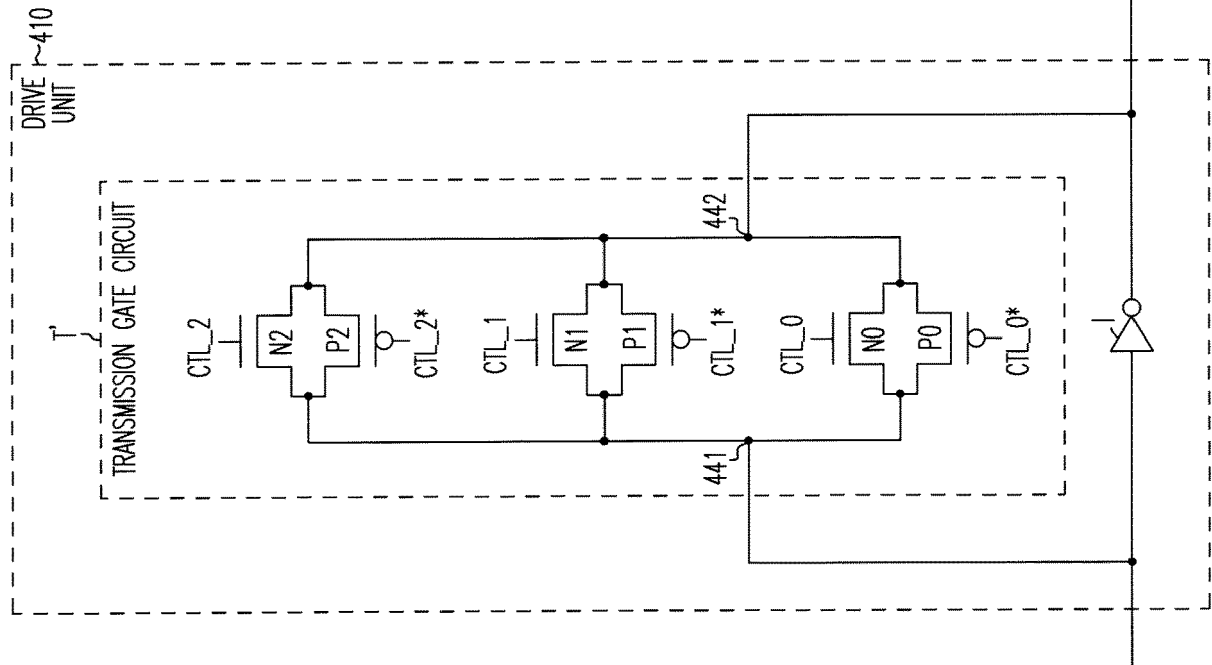 410
DRIVE
UNIT
T'
TRANSMISSION GATE CIRCUIT
CTL_2
N2
P2
CTL_2*
CTL_1
N1
P1
CTL_1*
CTL_0
N0
P0
CTL_0*
441
442
I